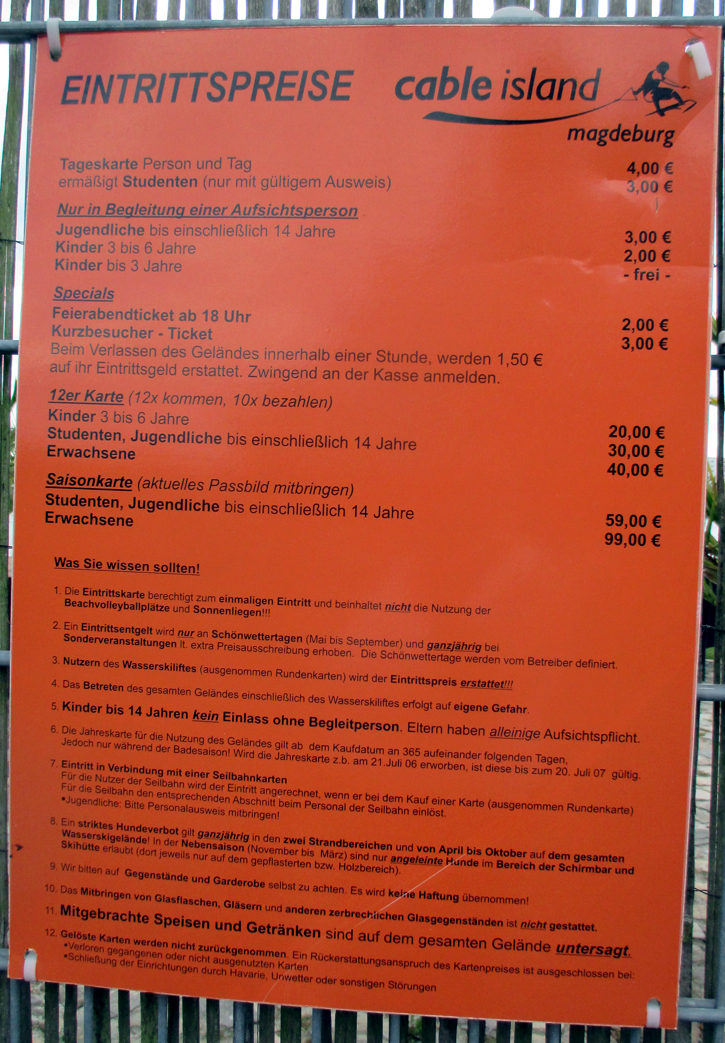 EINTRITTSPREISE
cable island
magdeburg
Tageskarte Person und Tag 4,00 €
ermäßigt Studenten (nur mit gültigem Ausweis) 3,00 €
Nur in Begleitung einer Aufsichtsperson
Jugendliche bis einschließlich 14 Jahre 3,00 €
Kinder 3 bis 6 Jahre 2,00 €
Kinder bis 3 Jahre - frei -
Specials
Feierabendticket ab 18 Uhr 2,00 €
Kurzbesucher - Ticket 3,00 €
Beim Verlassen des Geländes innerhalb einer Stunde, werden 1,50 €
auf ihr Eintrittsgeld erstattet. Zwingend an der Kasse anmelden.
12er Karte (12x kommen, 10x bezahlen)
Kinder 3 bis 6 Jahre 20,00 €
Studenten, Jugendliche bis einschließlich 14 Jahre 30,00 €
Erwachsene 40,00 €
Saisonkarte (aktuelles Passbild mitbringen)
Studenten, Jugendliche bis einschließlich 14 Jahre 59,00 €
Erwachsene 99,00 €
Was Sie wissen sollten!
1. Die Eintrittskarte berechtigt zum einmaligen Eintritt und beinhaltet nicht die Nutzung der
Beachvolleyballplätze und Sonnenliegen!!!
2. Ein Eintrittsentgelt wird nur an Schönwettertagen (Mai bis September) und ganzjährig bei
Sonderveranstaltungen lt. extra Preisausschreibung erhoben. Die Schönwettertage werden vom Betreiber definiert.
3. Nutzern des Wasserskiliftes (ausgenommen Rundenkarten) wird der Eintrittspreis erstattet!!!
4. Das Betreten des gesamten Geländes einschließlich des Wasserskiliftes erfolgt auf eigene Gefahr.
5. Kinder bis 14 Jahren kein Einlass ohne Begleitperson. Eltern haben alleinige Aufsichtspflicht.
6. Die Jahreskarte für die Nutzung des Geländes gilt ab dem Kaufdatum an 365 aufeinander folgenden Tagen,
Jedoch nur während der Badesaison! Wird die Jahreskarte z.b. am 21.Juli 06 erworben, ist diese bis zum 20. Juli 07 gültig.
7. Eintritt in Verbindung mit einer Seilbahnkarten
Für die Nutzer der Seilbahn wird der Eintritt angerechnet, wenn er bei dem Kauf einer Karte (ausgenommen Rundenkarte)
Für die Seilbahn den entsprechenden Abschnitt beim Personal der Seilbahn einlöst.
•Jugendliche: Bitte Personalausweis mitbringen!
8. Ein striktes Hundeverbot gilt ganzjährig in den zwei Strandbereichen und von April bis Oktober auf dem gesamten
Wasserskigelände! In der Nebensaison (November bis März) sind nur angeleinte Hunde im Bereich der Schirmbar und
Skihütte erlaubt (dort jeweils nur auf dem gepflasterten bzw. Holzbereich).
9. Wir bitten auf Gegenstände und Garderobe selbst zu achten. Es wird keine Haftung übernommen!
10. Das Mitbringen von Glasflaschen, Gläsern und anderen zerbrechlichen Glasgegenständen ist nicht gestattet.
11. Mitgebrachte Speisen und Getränken sind auf dem gesamten Gelände untersagt.
12. Gelöste Karten werden nicht zurückgenommen. Ein Rückerstattungsanspruch des Kartenpreises ist ausgeschlossen bei:
•Verloren gegangenen oder nicht ausgenutzten Karten
•Schließung der Einrichtungen durch Havarie, Unwetter oder sonstigen Störungen